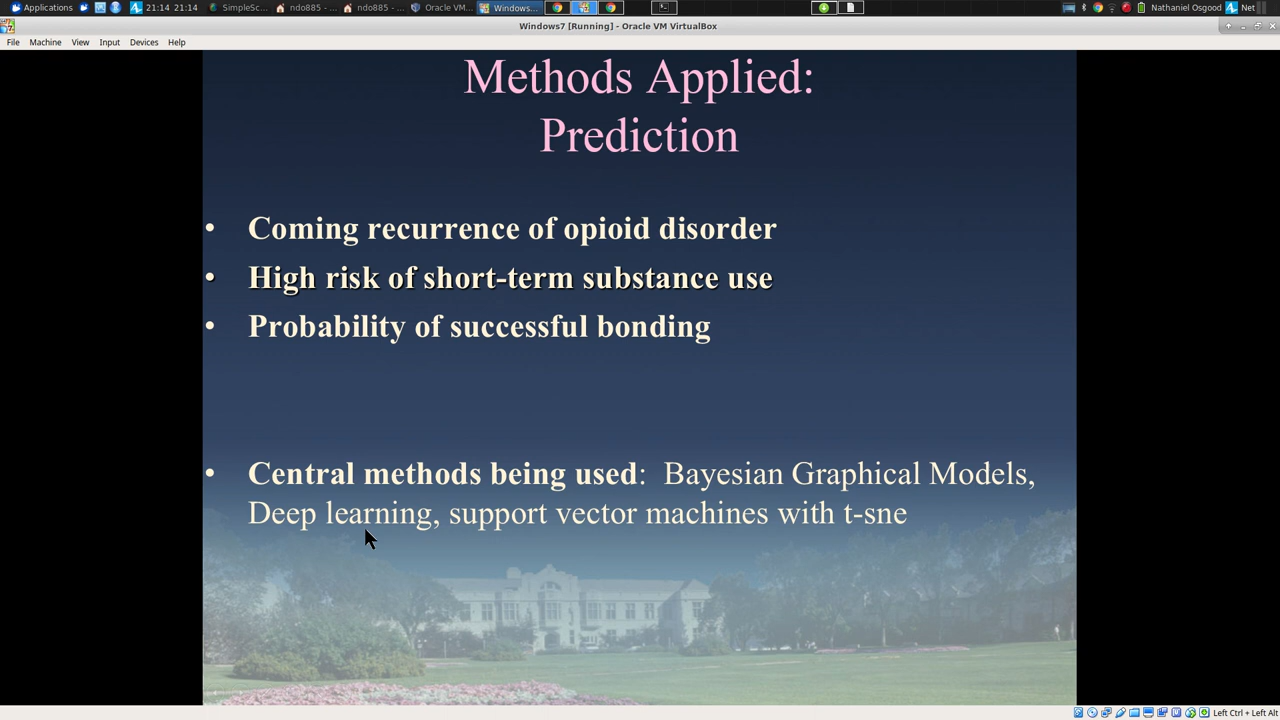 Applications
21:14 21:14
SimpleSc...
ndo885 - ...
ndo885 - ...
Oracle VM...
Windows...
Nathaniel Osgood
Net
Windows7 [Running] - Oracle VM VirtualBox
File Machine View Input Devices Help
Methods Applied:
Prediction
• Coming recurrence of opioid disorder
• High risk of short-term substance use
• Probability of successful bonding
• Central methods being used: Bayesian Graphical Models,
Deep learning, support vector machines with t-sne
Left Ctrl + Left Alt